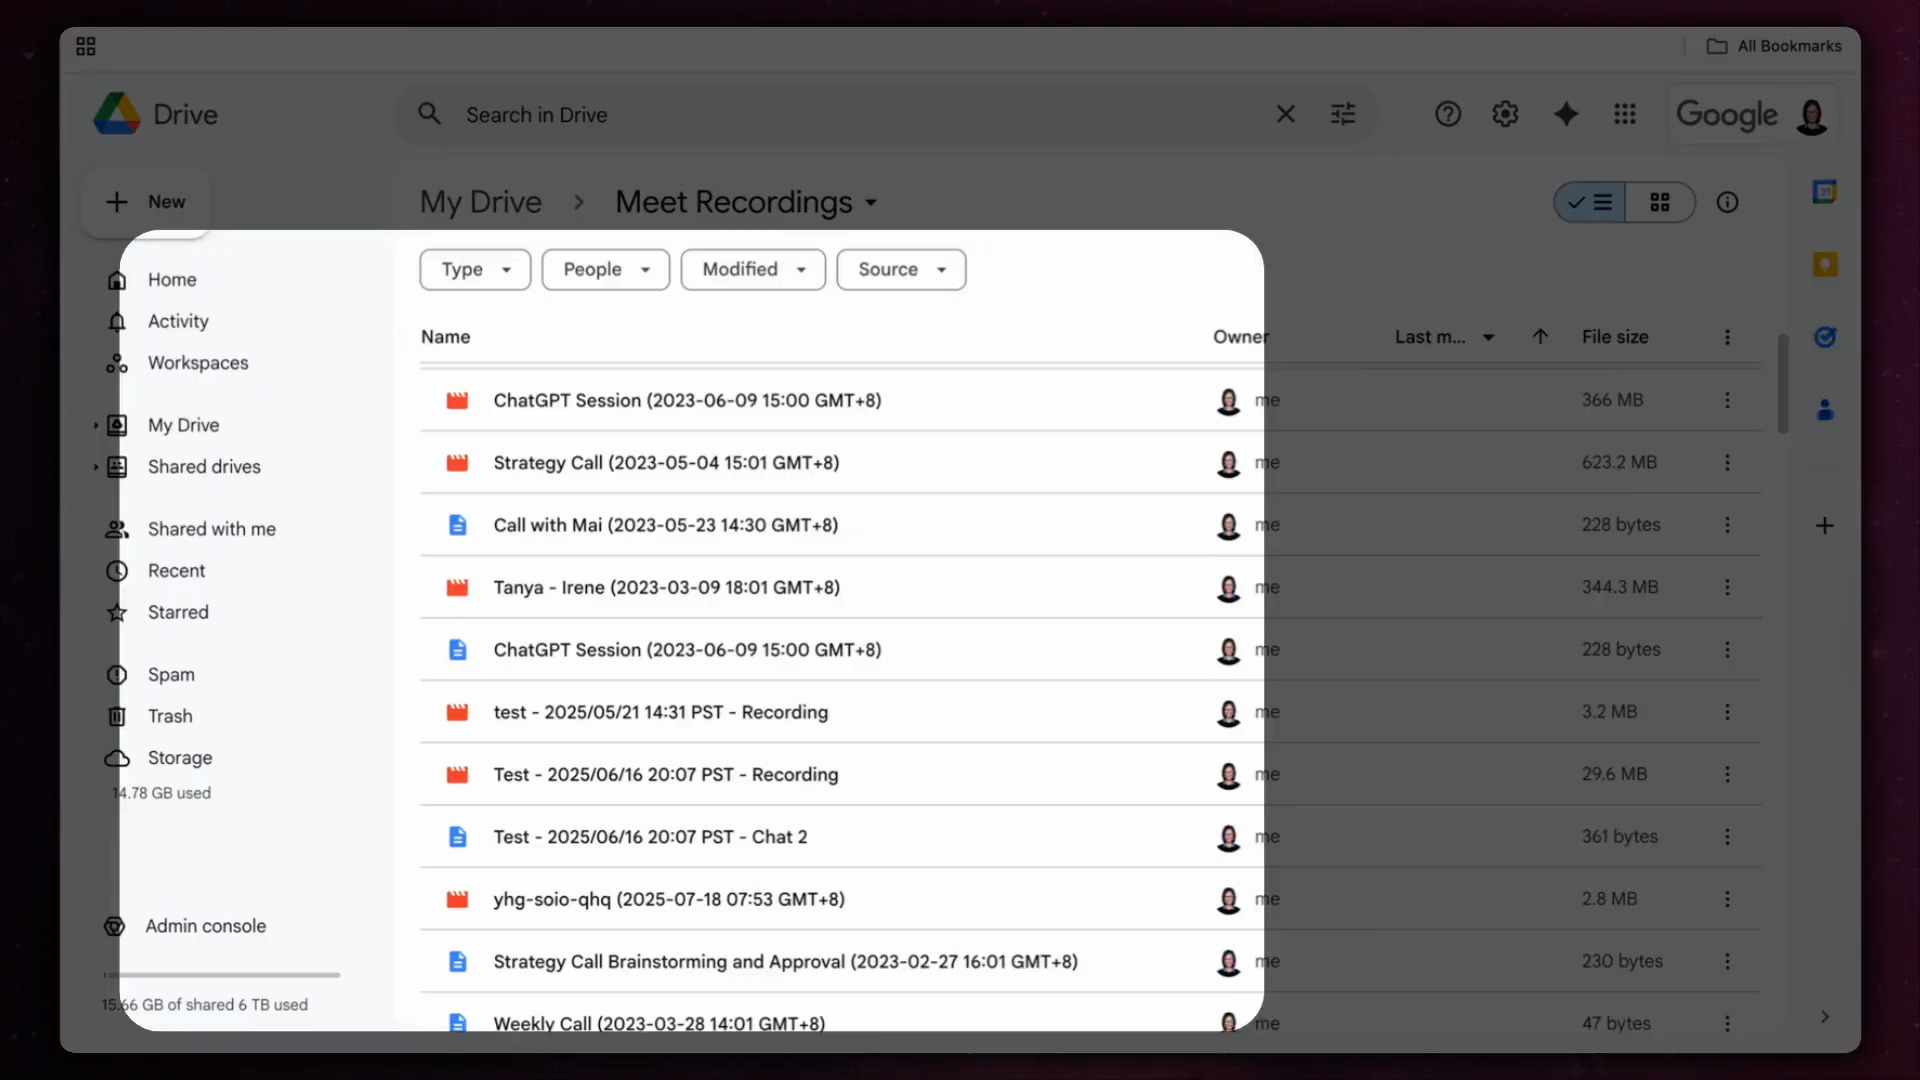 All Bookmarks
Drive
Search in Drive
Google
New
My Drive > Meet Recordings
31
Home
Activity
Workspaces
My Drive
Shared drives
Shared with me
Recent
Starred
Spam
Trash
Storage
14.78 GB used
Admin console
15.66 GB of shared 6 TB used
Type People Modified Source
Name Owner Last m... File size
ChatGPT Session (2023-06-09 15:00 GMT+8) me 366 MB
Strategy Call (2023-05-04 15:01 GMT+8) me 623.2 MB
Call with Mai (2023-05-23 14:30 GMT+8) me 228 bytes
Tanya - Irene (2023-03-09 18:01 GMT+8) me 344.3 MB
ChatGPT Session (2023-06-09 15:00 GMT+8) me 228 bytes
test - 2025/05/21 14:31 PST - Recording me 3.2 MB
Test - 2025/06/16 20:07 PST - Recording me 29.6 MB
Test - 2025/06/16 20:07 PST - Chat 2 me 361 bytes
yhg-soio-qhq (2025-07-18 07:53 GMT+8) me 2.8 MB
Strategy Call Brainstorming and Approval (2023-02-27 16:01 GMT+8) me 230 bytes
Weekly Call (2023-03-28 14:01 GMT+8) me 47 bytes